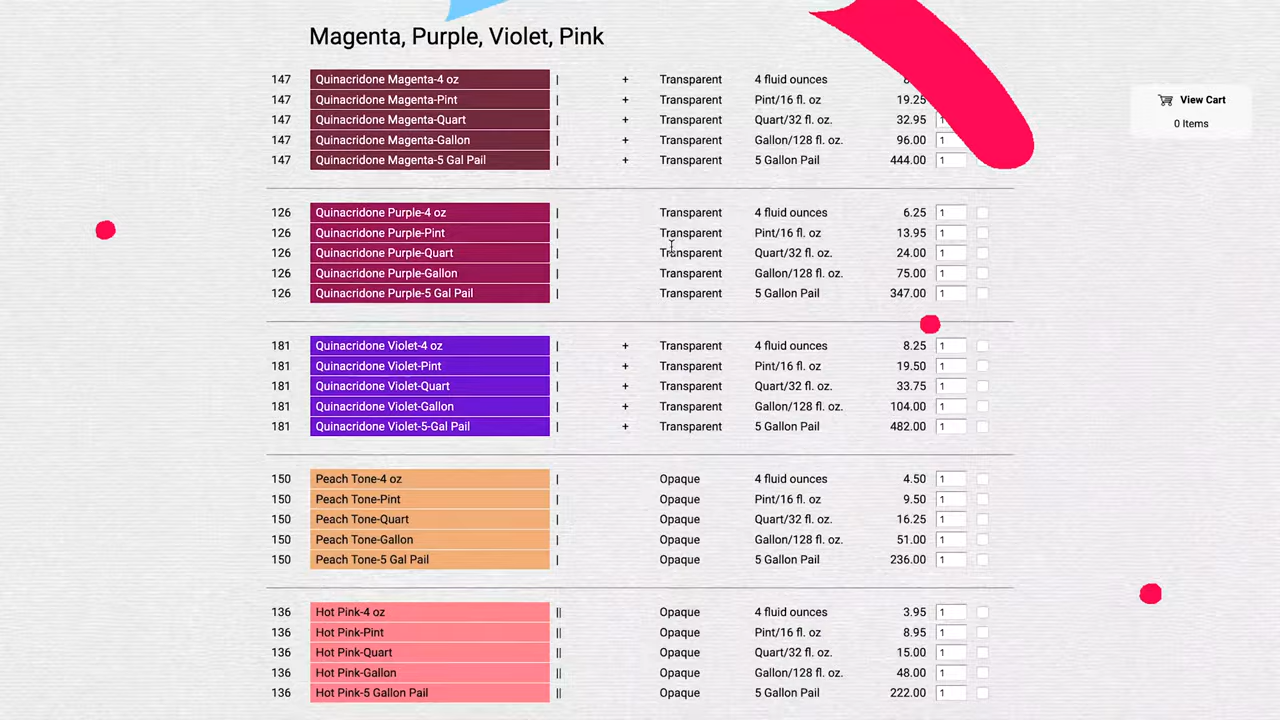 Magenta, Purple, Violet, Pink
147 Quinacridone Magenta-4 oz | + Transparent 4 fluid ounces
147 Quinacridone Magenta-Pint | + Transparent Pint/16 fl. oz 19.25
View Cart
147 Quinacridone Magenta-Quart | + Transparent Quart/32 fl. oz. 32.95 1
0 Items
147 Quinacridone Magenta-Gallon | + Transparent Gallon/128 fl. oz. 96.00 1
147 Quinacridone Magenta-5 Gal Pail | + Transparent 5 Gallon Pail 444.00 1
126 Quinacridone Purple-4 oz | Transparent 4 fluid ounces 6.25 1
126 Quinacridone Purple-Pint | Transparent Pint/16 fl. oz 13.95 1
126 Quinacridone Purple-Quart | Transparent Quart/32 fl. oz. 24.00 1
126 Quinacridone Purple-Gallon | Transparent Gallon/128 fl. oz. 75.00 1
126 Quinacridone Purple-5 Gal Pail | Transparent 5 Gallon Pail 347.00 1
181 Quinacridone Violet-4 oz | + Transparent 4 fluid ounces 8.25 1
181 Quinacridone Violet-Pint | + Transparent Pint/16 fl. oz 19.50 1
181 Quinacridone Violet-Quart | + Transparent Quart/32 fl. oz. 33.75 1
181 Quinacridone Violet-Gallon | + Transparent Gallon/128 fl. oz. 104.00 1
181 Quinacridone Violet-5-Gal Pail | + Transparent 5 Gallon Pail 482.00 1
150 Peach Tone-4 oz | Opaque 4 fluid ounces 4.50 1
150 Peach Tone-Pint | Opaque Pint/16 fl. oz 9.50 1
150 Peach Tone-Quart | Opaque Quart/32 fl. oz. 16.25 1
150 Peach Tone-Gallon | Opaque Gallon/128 fl. oz. 51.00 1
150 Peach Tone-5 Gal Pail | Opaque 5 Gallon Pail 236.00 1
136 Hot Pink-4 oz || Opaque 4 fluid ounces 3.95 1
136 Hot Pink-Pint || Opaque Pint/16 fl. oz 8.95 1
136 Hot Pink-Quart || Opaque Quart/32 fl. oz. 15.00 1
136 Hot Pink-Gallon || Opaque Gallon/128 fl. oz. 48.00 1
136 Hot Pink-5 Gallon Pail || Opaque 5 Gallon Pail 222.00 1